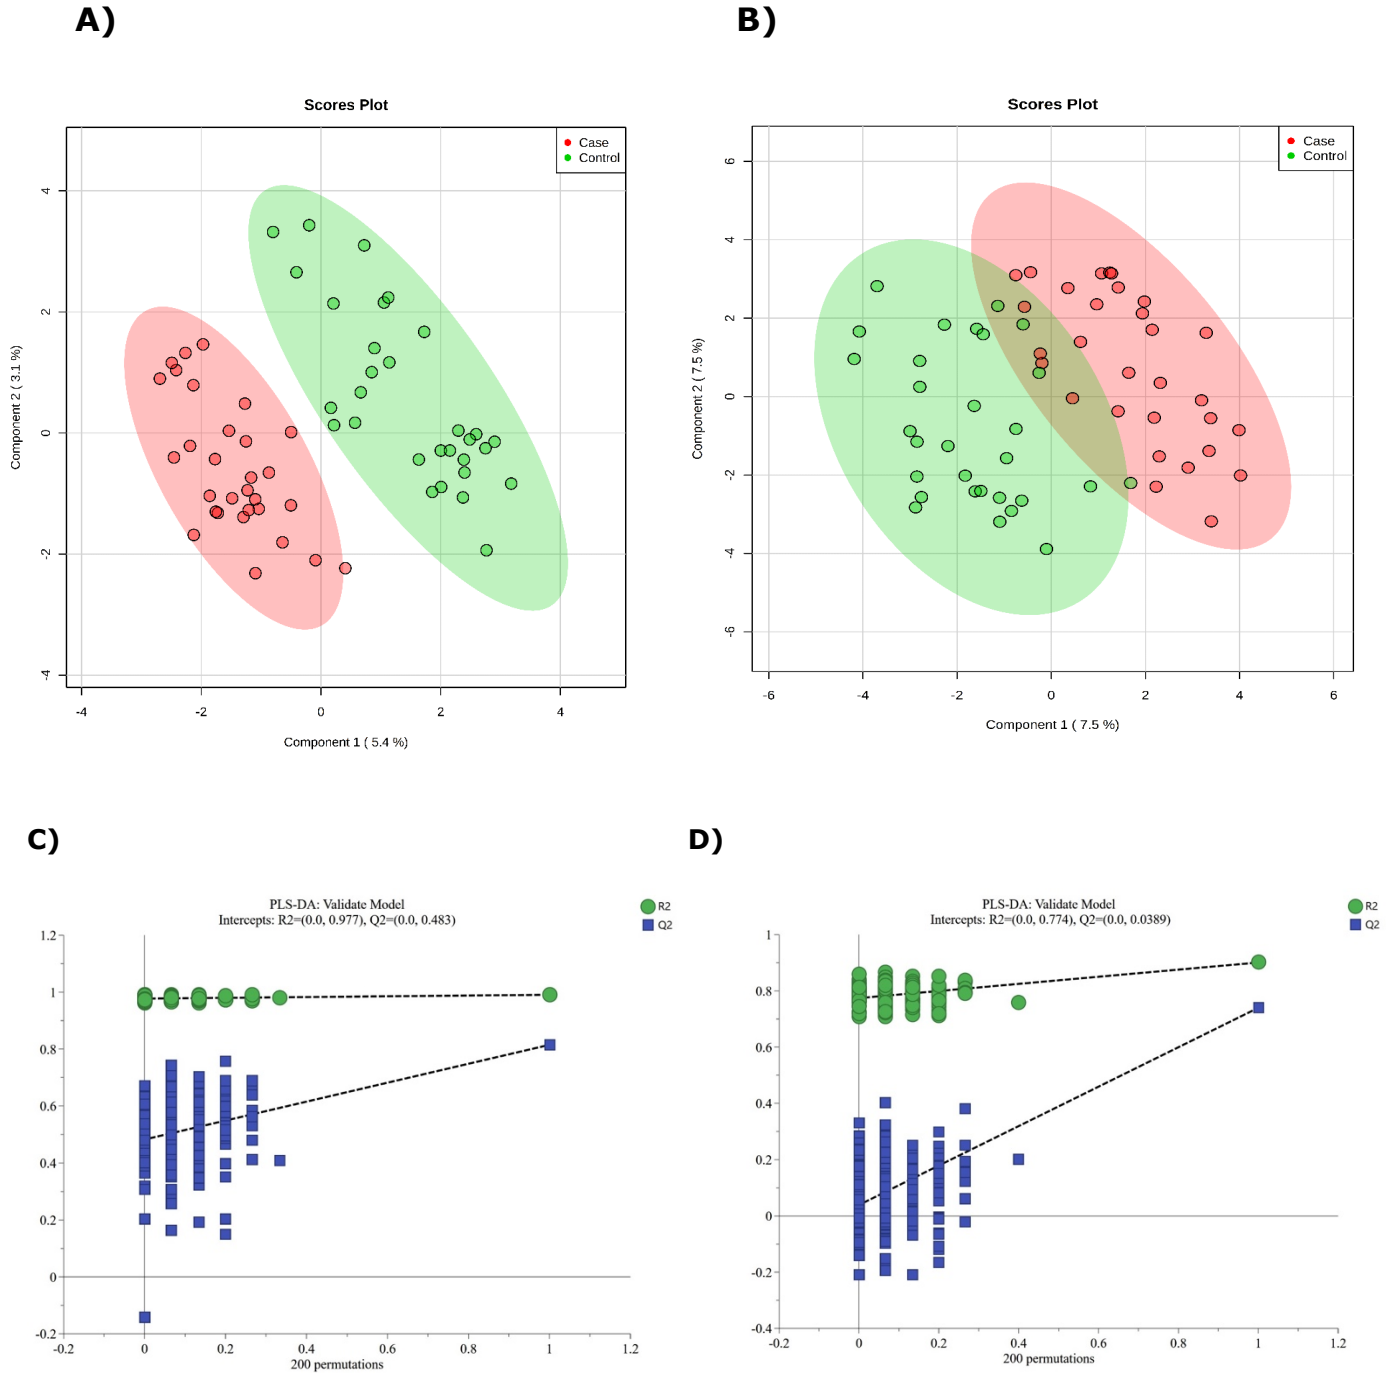 A)
B)
Scores Plot
Case
Control
4
2
0
-2
-4
Component 2 ( 3.1 %)
-4
-2
0
2
4
Component 1 ( 5.4 %)
Scores Plot
Case
Control
6
4
2
0
-2
-4
-6
Component 2 ( 7.5 %)
-6
-4
-2
0
2
4
6
Component 1 ( 7.5 %)
C)
D)
PLS-DA: Validate Model
Intercepts: R2=(0.0, 0.977), Q2=(0.0, 0.483)
R2
Q2
1.2
1
0.8
0.6
0.4
0.2
0
-0.2
-0.2
0
0.2
0.4
0.6
0.8
1
1.2
200 permutations
PLS-DA: Validate Model
Intercepts: R2=(0.0, 0.774), Q2=(0.0, 0.0389)
R2
Q2
1
0.8
0.6
0.4
0.2
0
-0.2
-0.4
-0.2
0
0.2
0.4
0.6
0.8
1
1.2
200 permutations